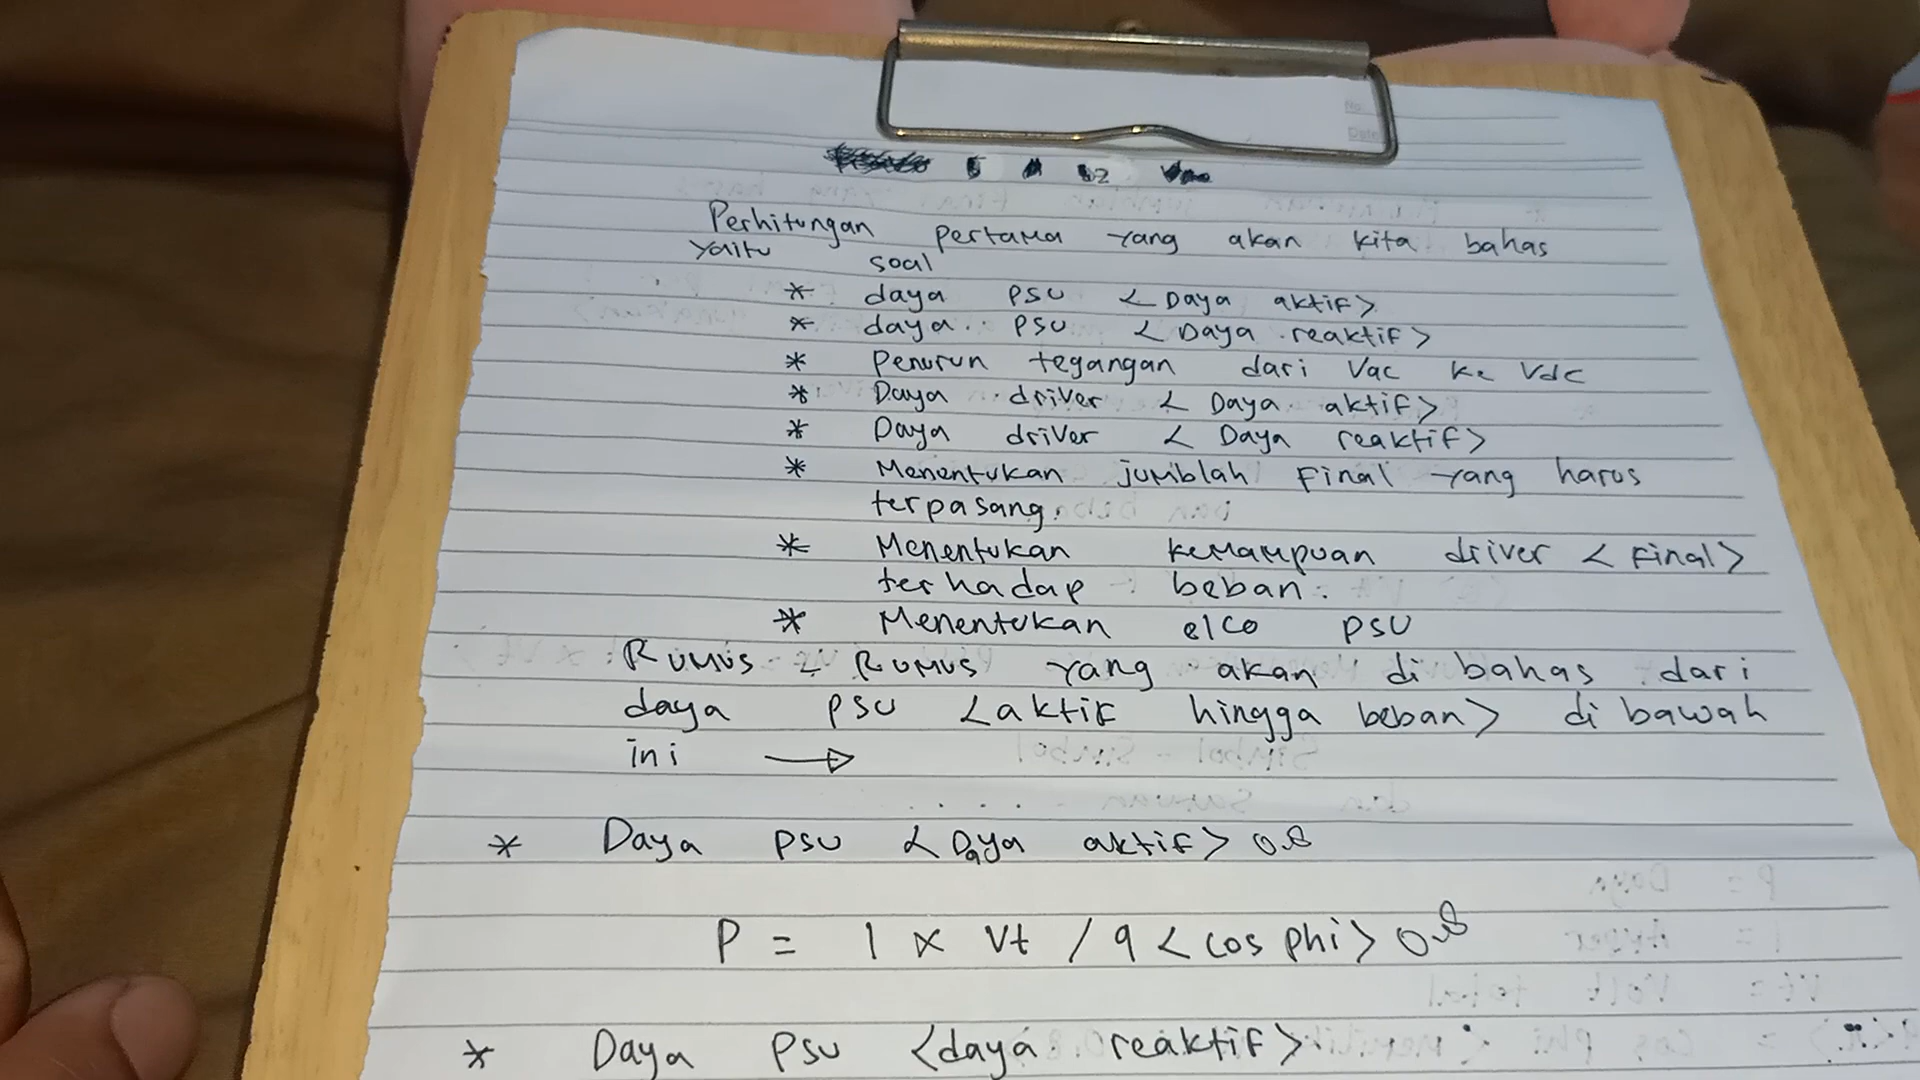 Perhitungan pertama yang akan kita bahas
yaitu soal
* daya PSU <Daya aktif>
* daya PSU <Daya reaktif>
* Penurun tegangan dari Vac ke Vdc
* Daya driver <Daya aktif>
* Daya driver <Daya reaktif>
* Menentukan jumblah Final yang harus
terpasang.
* Menentukan kemampuan driver <Final>
terhadap beban.
* Menentukan elco PSU
Rumus - Rumus yang akan di bahas dari
daya PSU <aktif hingga beban> di bawah
ini →
* Daya PSU <Daya aktif> 0.8
P = 1 x Vt / 9 <cos phi> 0.8
* Daya PSU <daya reaktif>